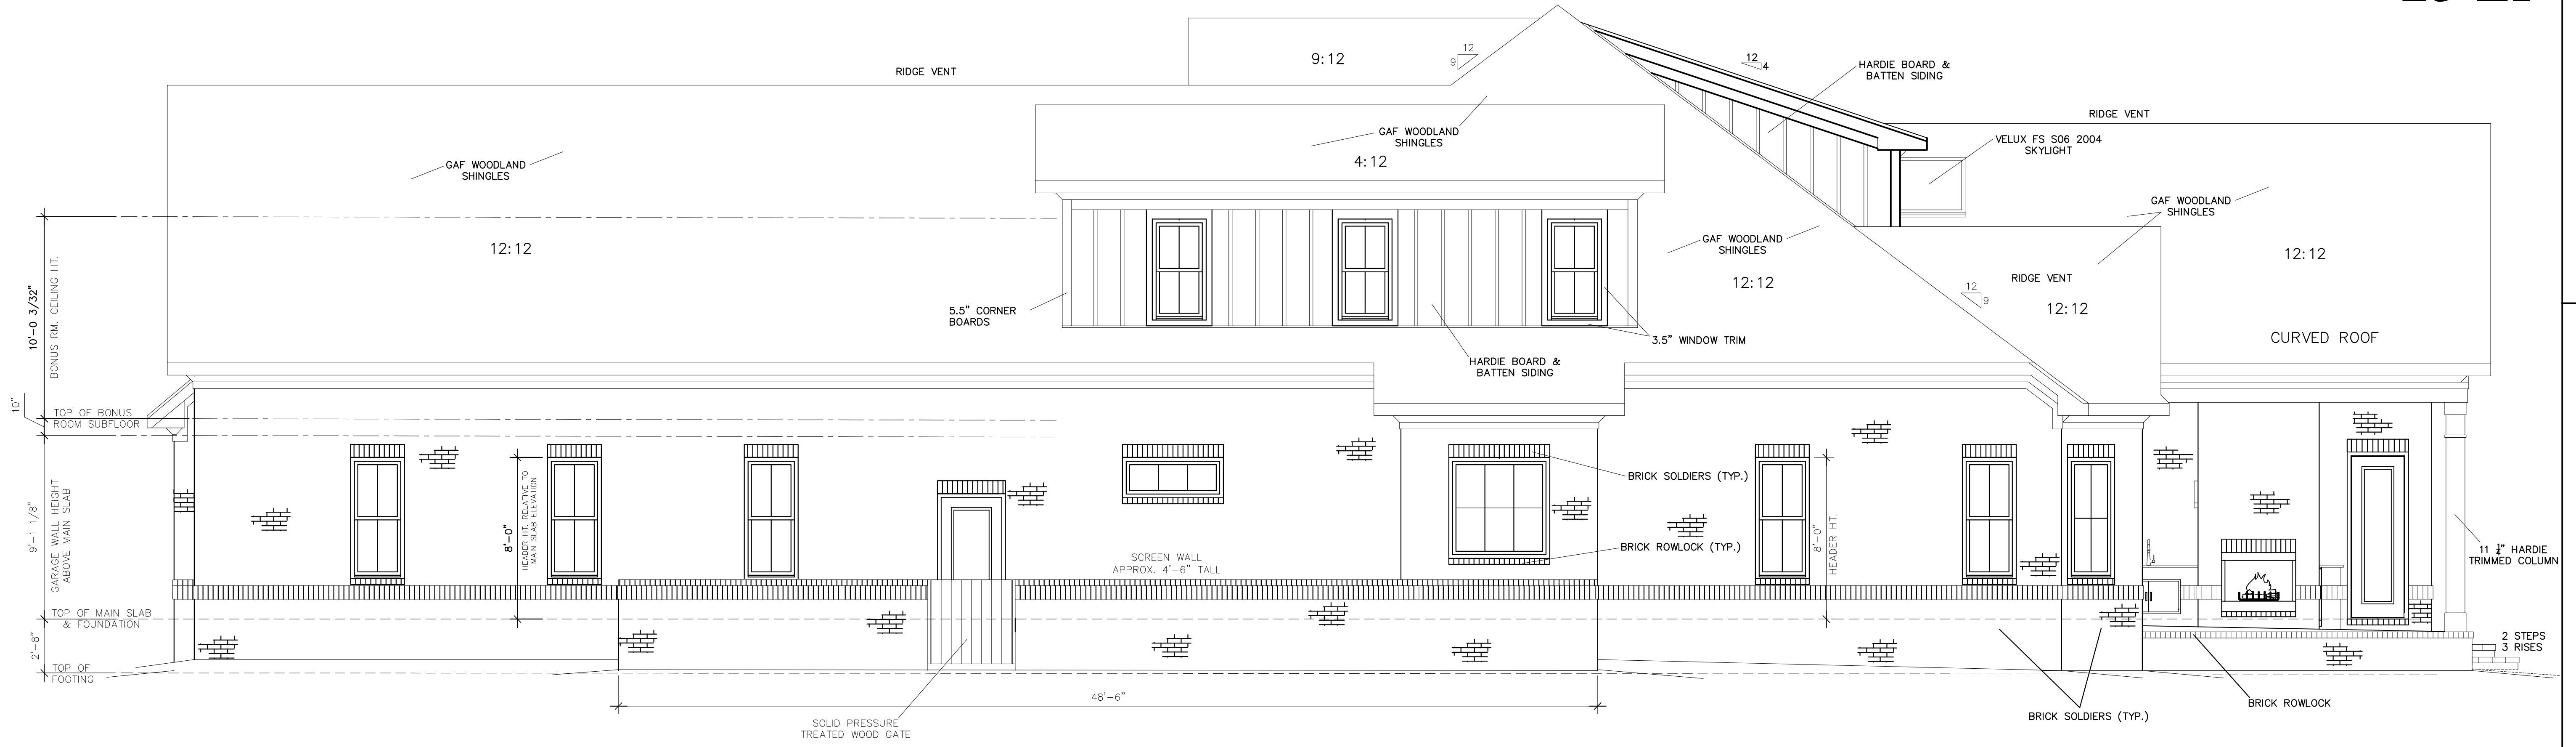 RIDGE VENT
9:12
12
9
12
4
HARDIE BOARD &
BATTEN SIDING
RIDGE VENT
GAF WOODLAND
SHINGLES
GAF WOODLAND
SHINGLES
4:12
VELUX FS S06 2004
SKYLIGHT
GAF WOODLAND
SHINGLES
12:12
GAF WOODLAND
SHINGLES
12:12
12:12
RIDGE VENT
12
9
12:12
CURVED ROOF
5.5" CORNER
BOARDS
3.5" WINDOW TRIM
HARDIE BOARD &
BATTEN SIDING
10'-0 3/32"
BONUS RM. CEILING HT.
10"
TOP OF BONUS
ROOM SUBFLOOR
9'-1 1/8"
GARAGE WALL HEIGHT
ABOVE MAIN SLAB
8'-0"
HEADER HT. RELATIVE TO
MAIN SLAB ELEVATION
BRICK SOLDIERS (TYP.)
BRICK ROWLOCK (TYP.)
8'-0"
HEADER HT.
SCREEN WALL
APPROX. 4'-6" TALL
11 HARDIE
TRIMMED COLUMN
TOP OF MAIN SLAB
& FOUNDATION
2'-8"
TOP OF
FOOTING
2 STEPS
3 RISES
48'-6"
SOLID PRESSURE
TREATED WOOD GATE
BRICK SOLDIERS (TYP.)
BRICK ROWLOCK